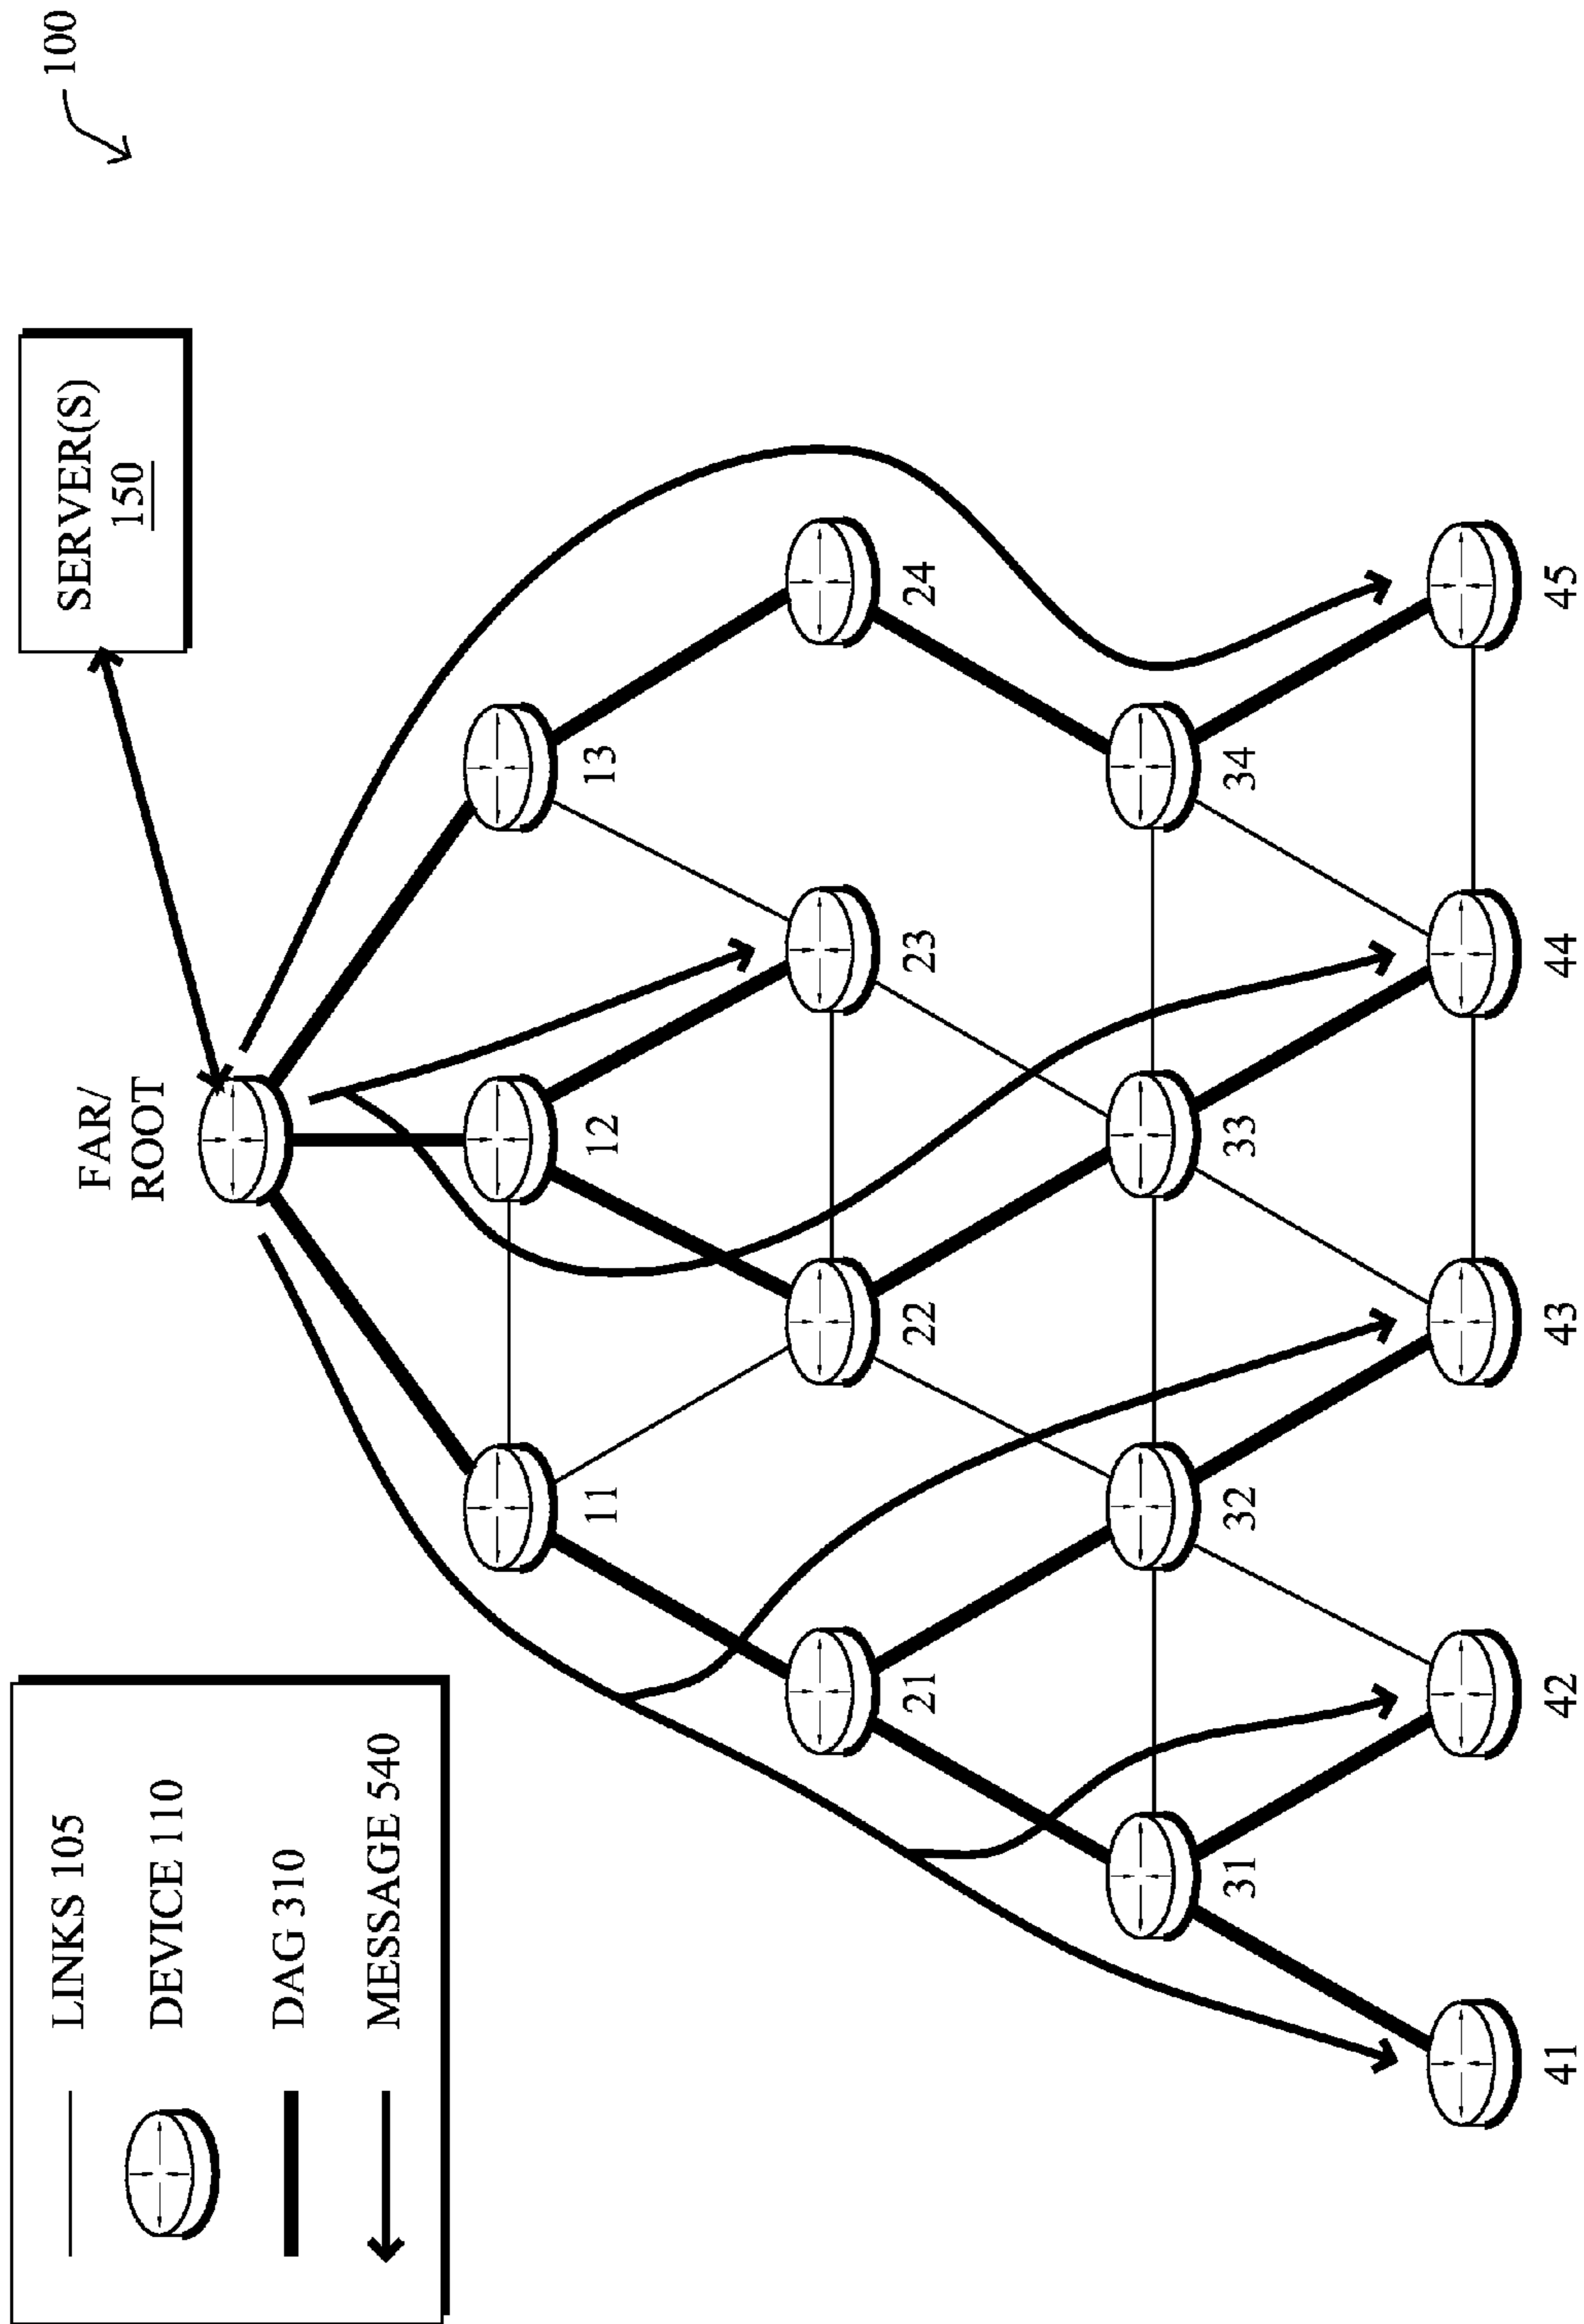 100
SERVER(S)
150
FAR/
ROOT
LINKS 105
DEVICE 110
DAG 310
MESSAGE 540
11
12
13
21
22
23
24
31
32
33
34
41
42
43
44
45